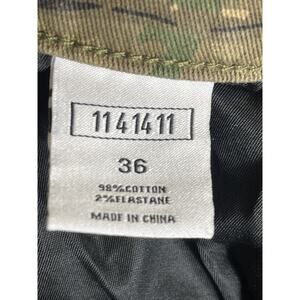 1141411
36
98%COTTON
2%ELASTANE
MADE IN CHINA